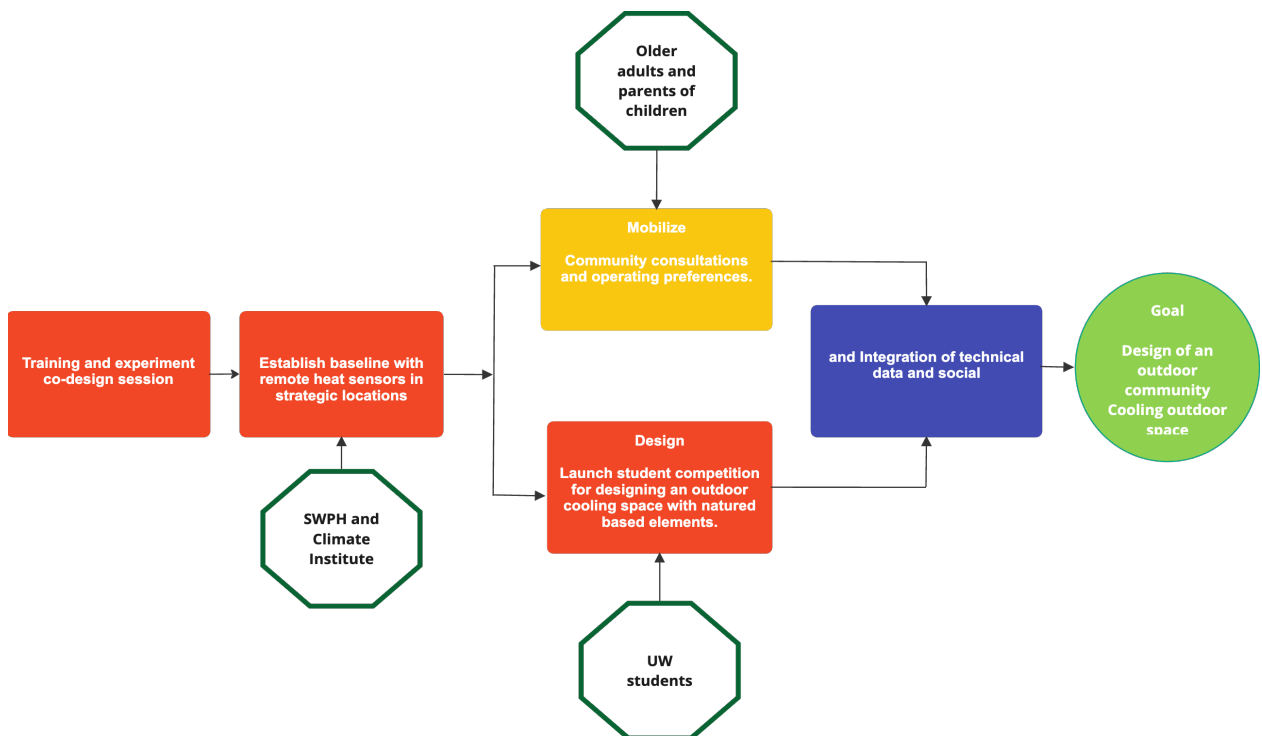 Older
adults and
parents of
children
Mobilize
Community consultations
and operating preferences.
Training and experiment
co-design session
Establish baseline with
remote heat sensors in
strategic locations
and Integration of technical
data and social
Goal
Design of an
outdoor
community
Cooling outdoor
space
Design
Launch student competition
for designing an outdoor
cooling space with natured
based elements.
SWPH and
Climate
Institute
UW
students